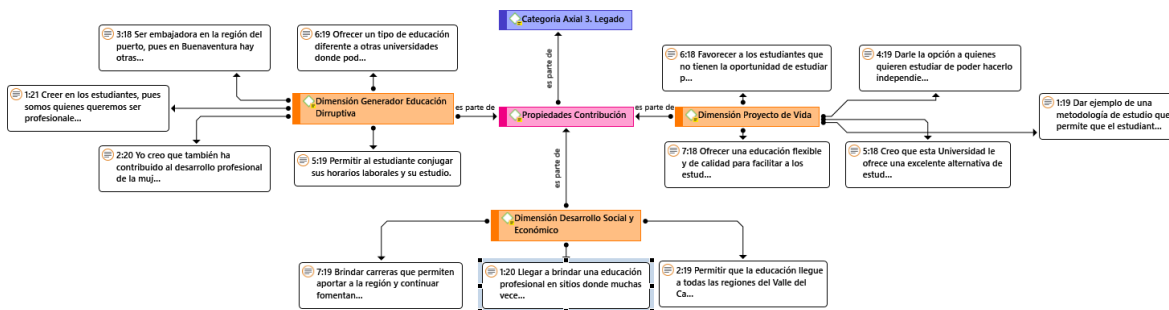 Categoria Axial 3. Legado
3:18 Ser embajadora en la región del
puerto, pues en Buenaventura hay
otras...
6:19 Ofrecer un tipo de educación
diferente a otras universidades
donde pod...
es parte de
6:18 Favorecer a los estudiantes que
no tienen la oportunidad de estudiar
p...
4:19 Darle la opción a quienes
quieren estudiar de poder hacerlo
independie...
1:21 Creer en los estudiantes, pues
somos quienes queremos ser
profesionale...
Dimensión Generador Educación
Dirruptiva
es parte de
Propiedades Contribución
es parte de
Dimensión Proyecto de Vida
1:19 Dar ejemplo de una
metodología de estudio que
permite que el estudiant...
2:20 Yo creo que también ha
contribuido al desarrollo profesional
de la muj...
5:19 Permitir al estudiante conjugar
sus horarios laborales y su estudio.
es parte de
7:18 Ofrecer una educación flexible
y de calidad para facilitar a los
estud...
5:18 Creo que esta Universidad le
ofrece una excelente alternativa de
estud...
Dimensión Desarrollo Social y
Económico
7:19 Brindar carreras que permiten
aportar a la región y continuar
fomentan...
1:20 Llegar a brindar una educación
profesional en sitios donde muchas
vece...
2:19 Permitir que la educación llegue
a todas las regiones del Valle del
Ca...